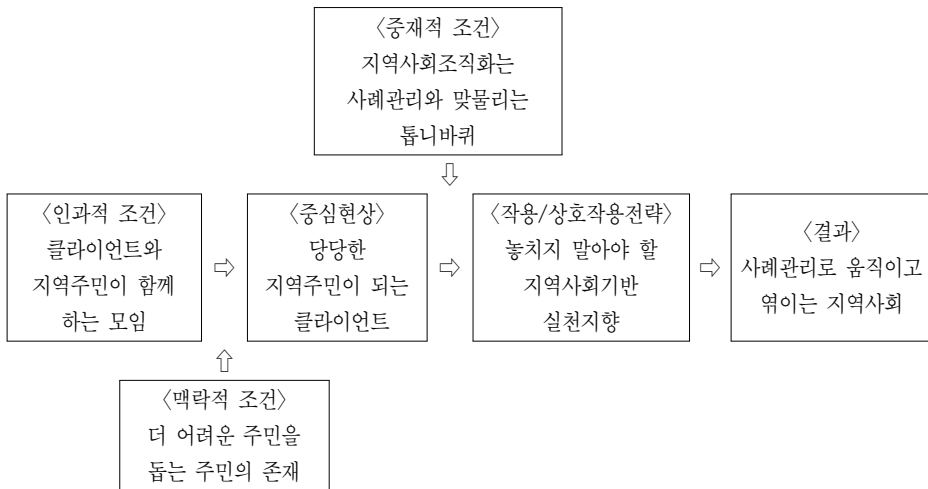 〈중재적 조건〉
지역사회조직화는
사례관리와 맞물리는
톱니바퀴
〈인과적 조건〉
클라이언트와
지역주민이 함께
하는 모임
〈중심현상〉
당당한
지역주민이 되는
클라이언트
〈작용/상호작용전략〉
놓치지 말아야 할
지역사회기반
실천지향
〈결과〉
사례관리로 움직이고
엮이는 지역사회
〈맥락적 조건〉
더 어려운 주민을
돕는 주민의 존재